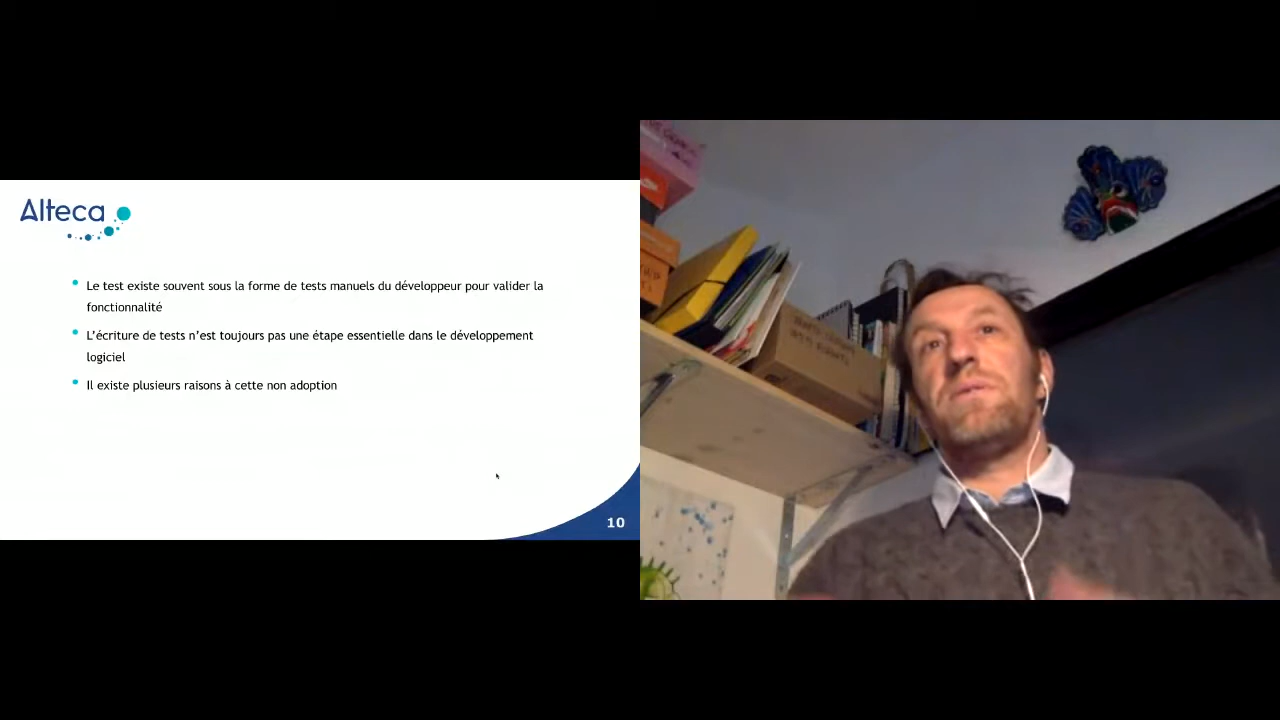 Alteca
Le test existe souvent sous la forme de tests manuels du développeur pour valider la
fonctionnalité
L'écriture de tests n'est toujours pas une étape essentielle dans le développement
logiciel
Il existe plusieurs raisons à cette non adoption
10